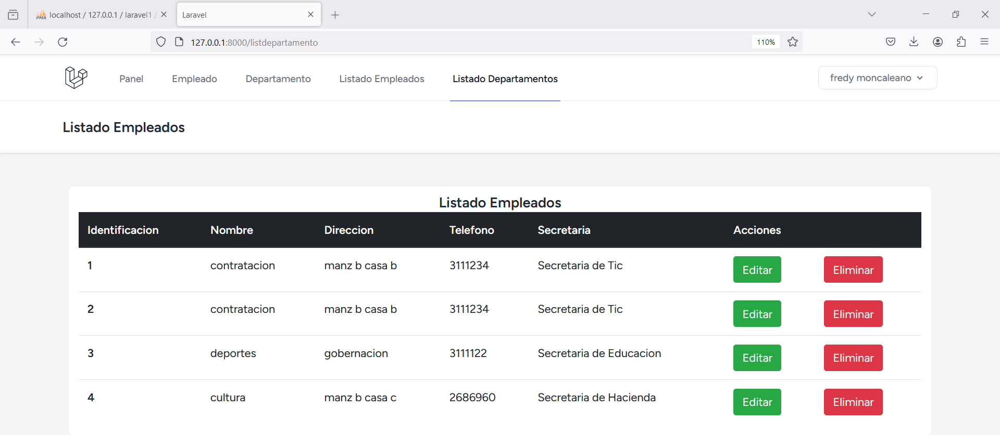 localhost / 127.0.0.1 / laravel1 /
Laravel
127.0.0.1:8000/listdepartamento
110%
Panel Empleado Departamento Listado Empleados Listado Departamentos fredy moncaleano
Listado Empleados
Listado Empleados
Identificacion Nombre Direccion Telefono Secretaria Acciones
1 contratacion manz b casa b 3111234 Secretaria de Tic Editar Eliminar
2 contratacion manz b casa b 3111234 Secretaria de Tic Editar Eliminar
3 deportes gobernacion 3111122 Secretaria de Educacion Editar Eliminar
4 cultura manz b casa c 2686960 Secretaria de Hacienda Editar Eliminar